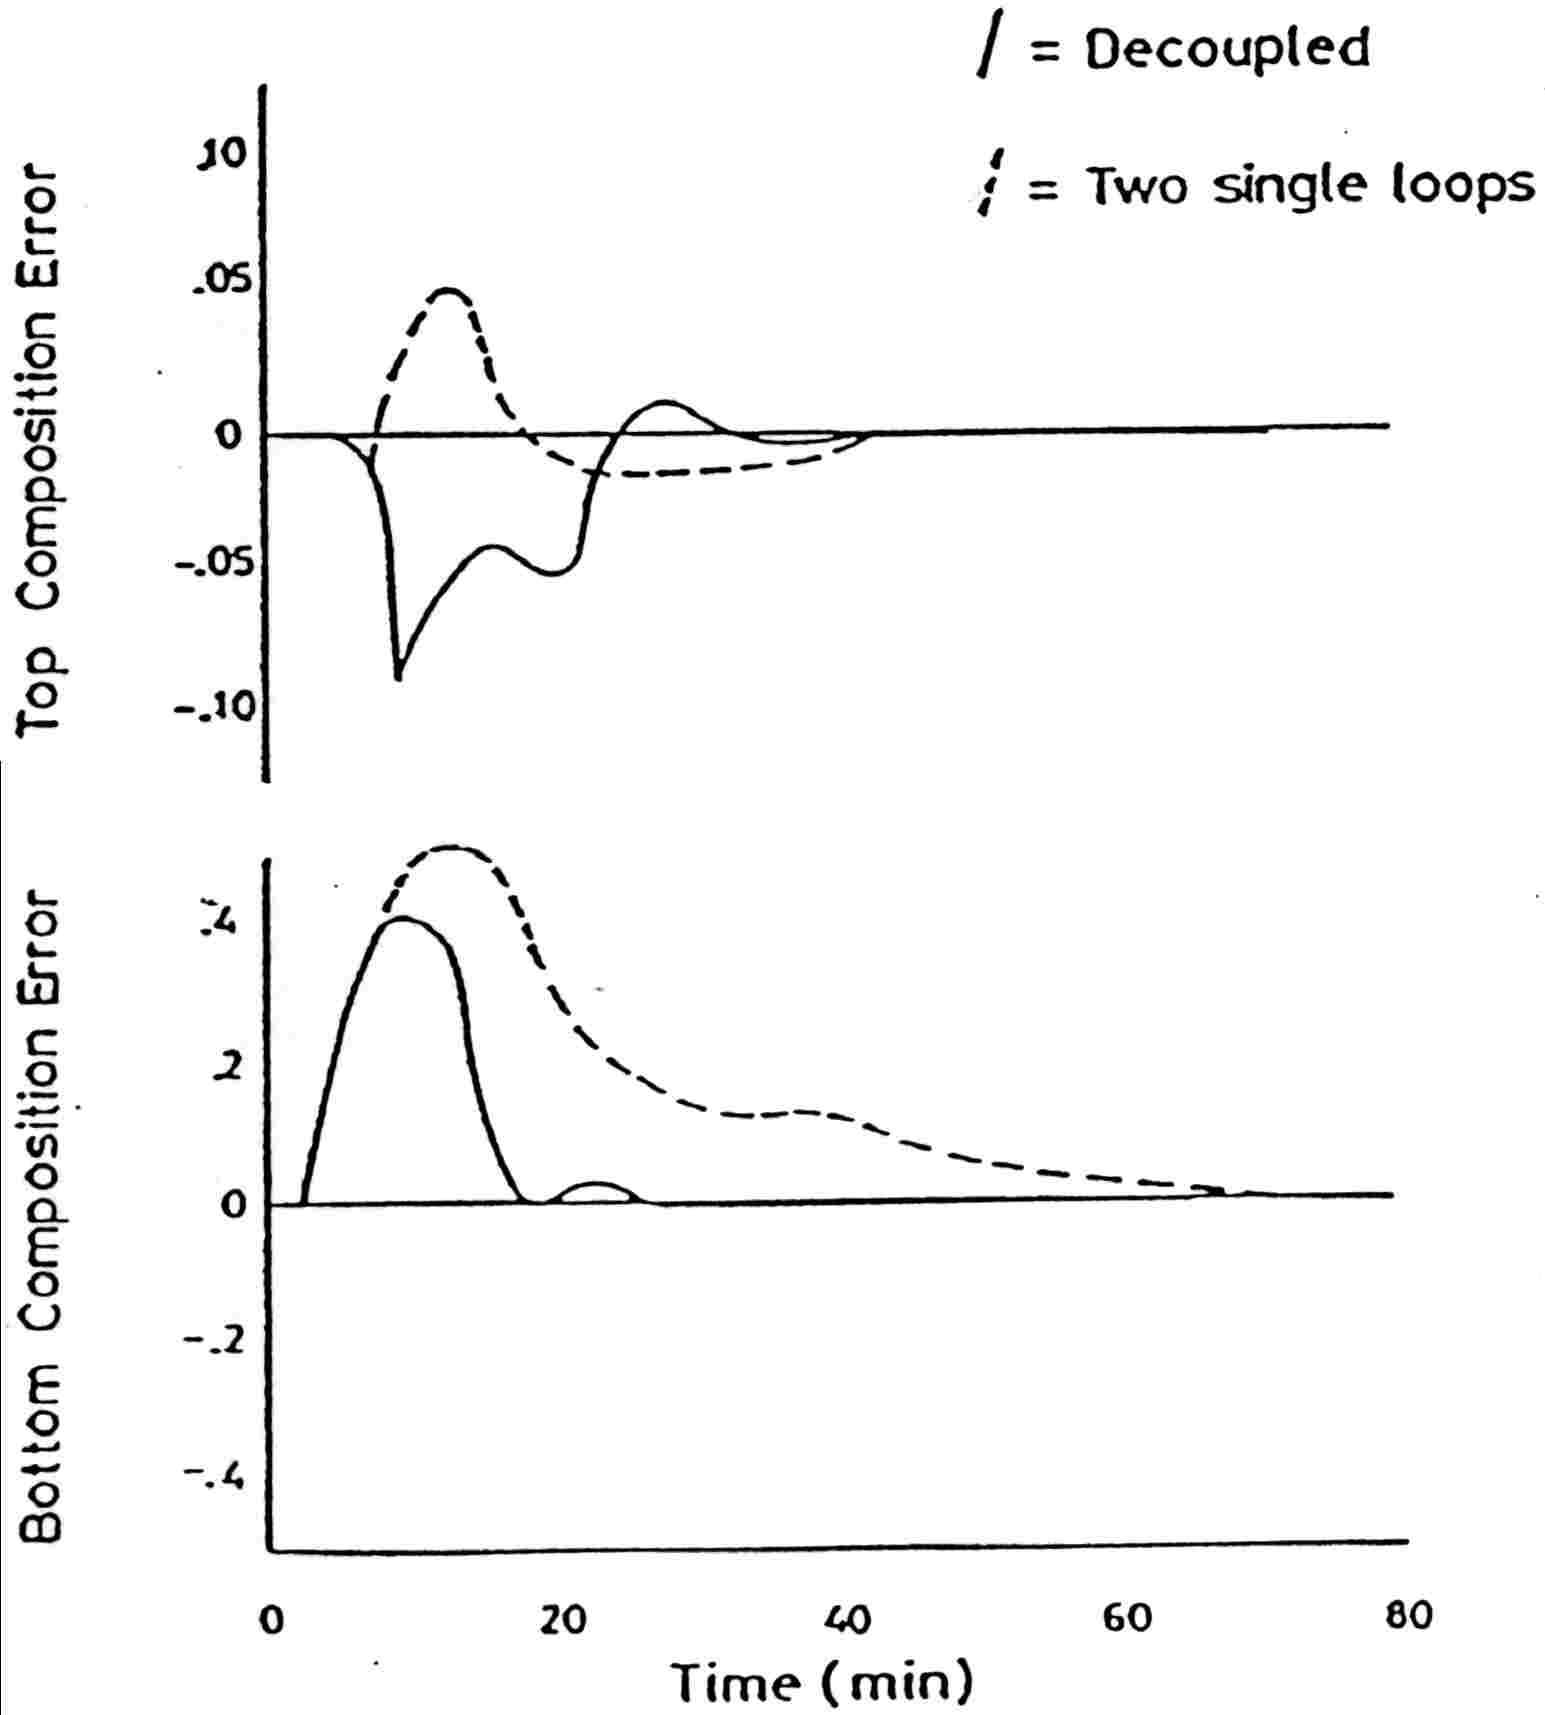 / = Decoupled
/ = Two single loops
Top Composition Error
.10
.05
0
-.05
-.10
Bottom Composition Error
.4
.2
0
-.2
-.4
0 20 40 60 80
Time (min)